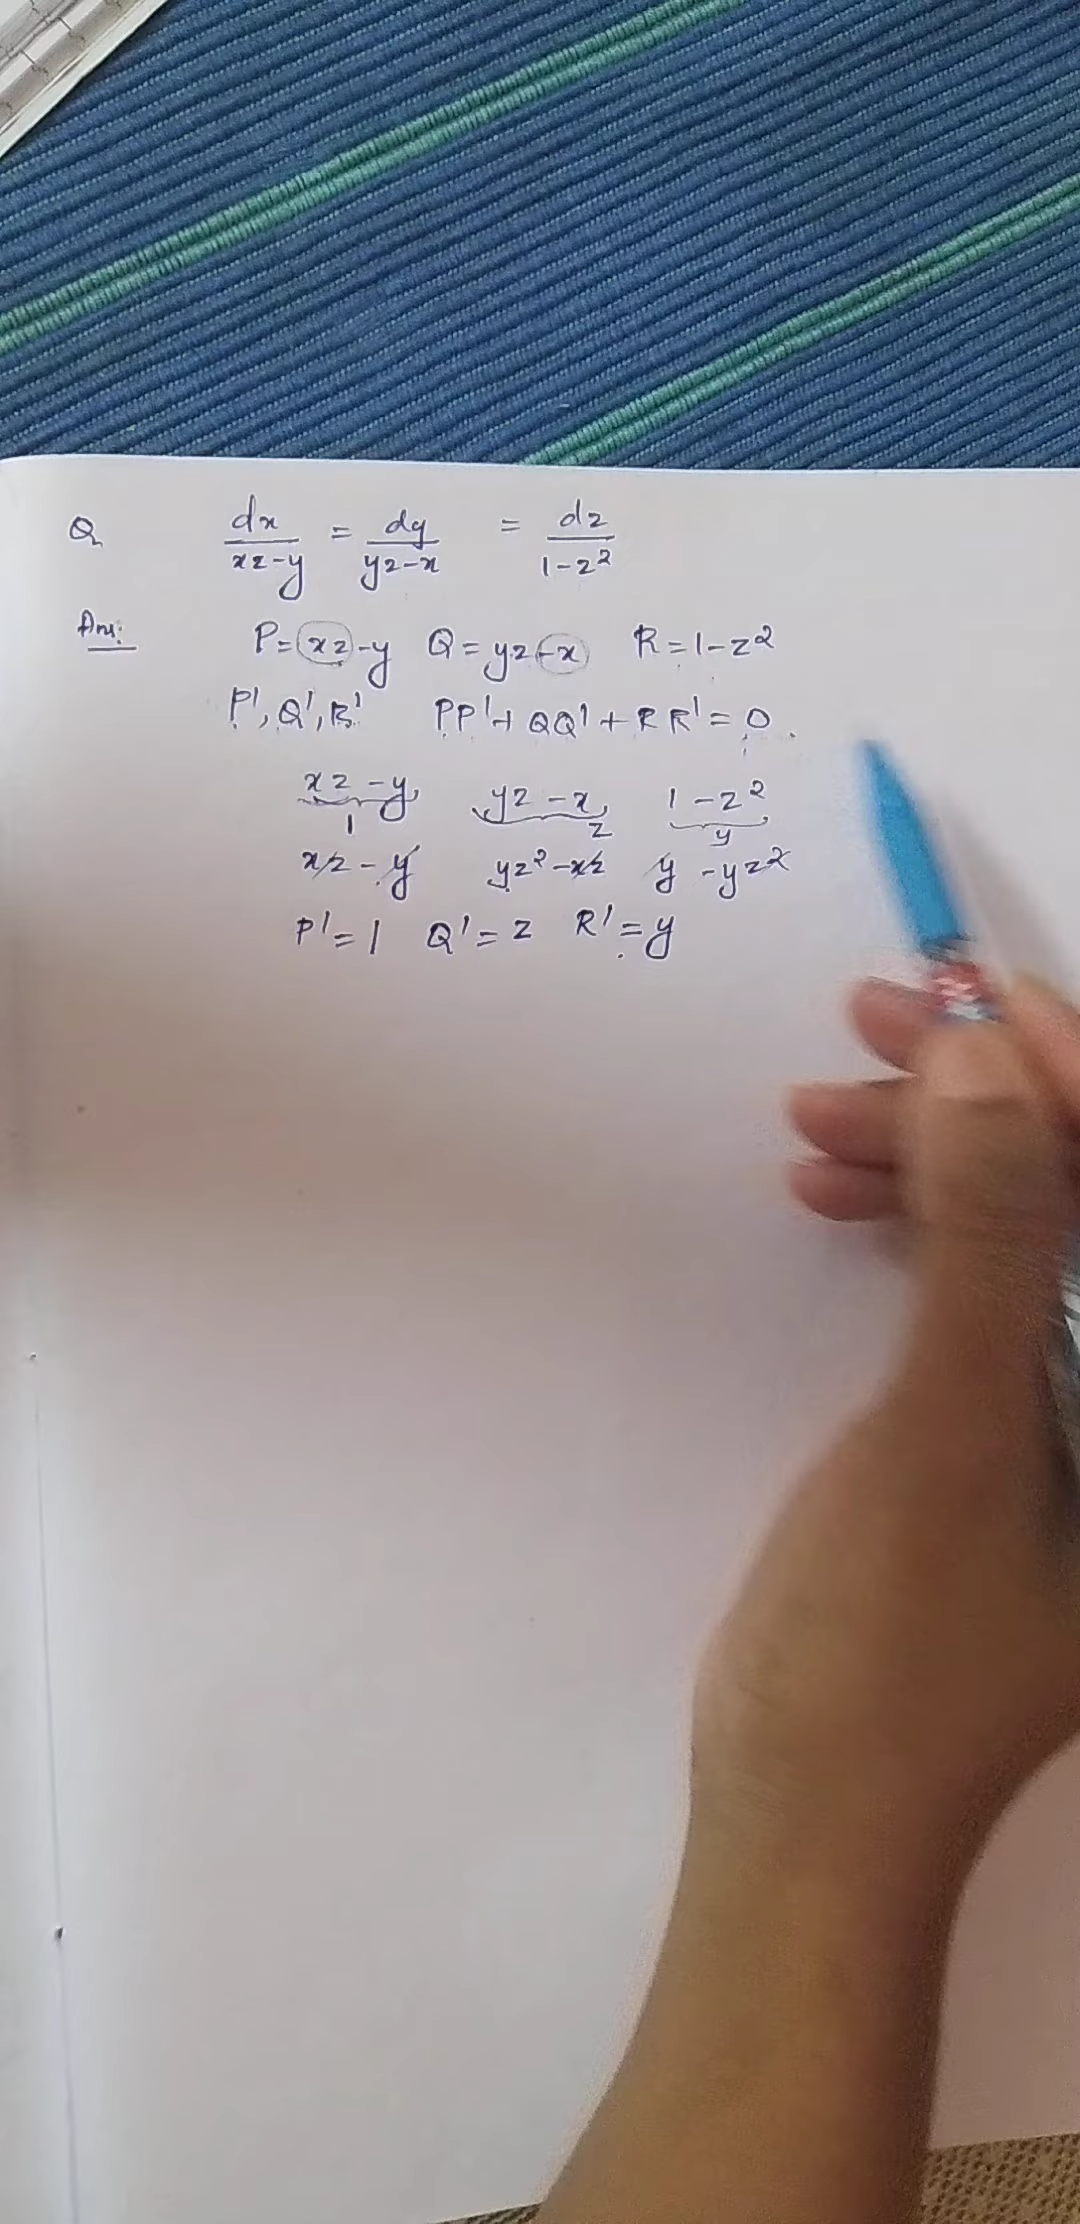 Q dx/xz-y = dy/yz-x = dz/1-z²
Ans: P=xz-y Q=yz-x R=1-z²
P', Q', R' PP'+QQ'+RR'=0.
xz-y yz-x 1-z²
1 z y
xz-y yz²-xz y-yz²
P'=1 Q'=z R'=y